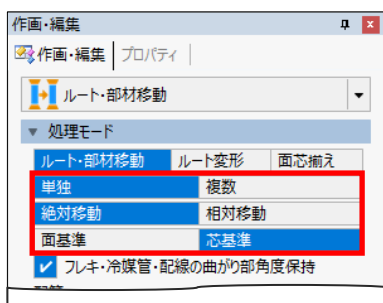 作画・編集
作画・編集 プロパティ
ルート・部材移動
処理モード
ルート・部材移動 ルート変形 面芯揃え
単独 複数
絶対移動 相対移動
面基準 芯基準
フレキ・冷媒管・配線の曲がり部角度保持